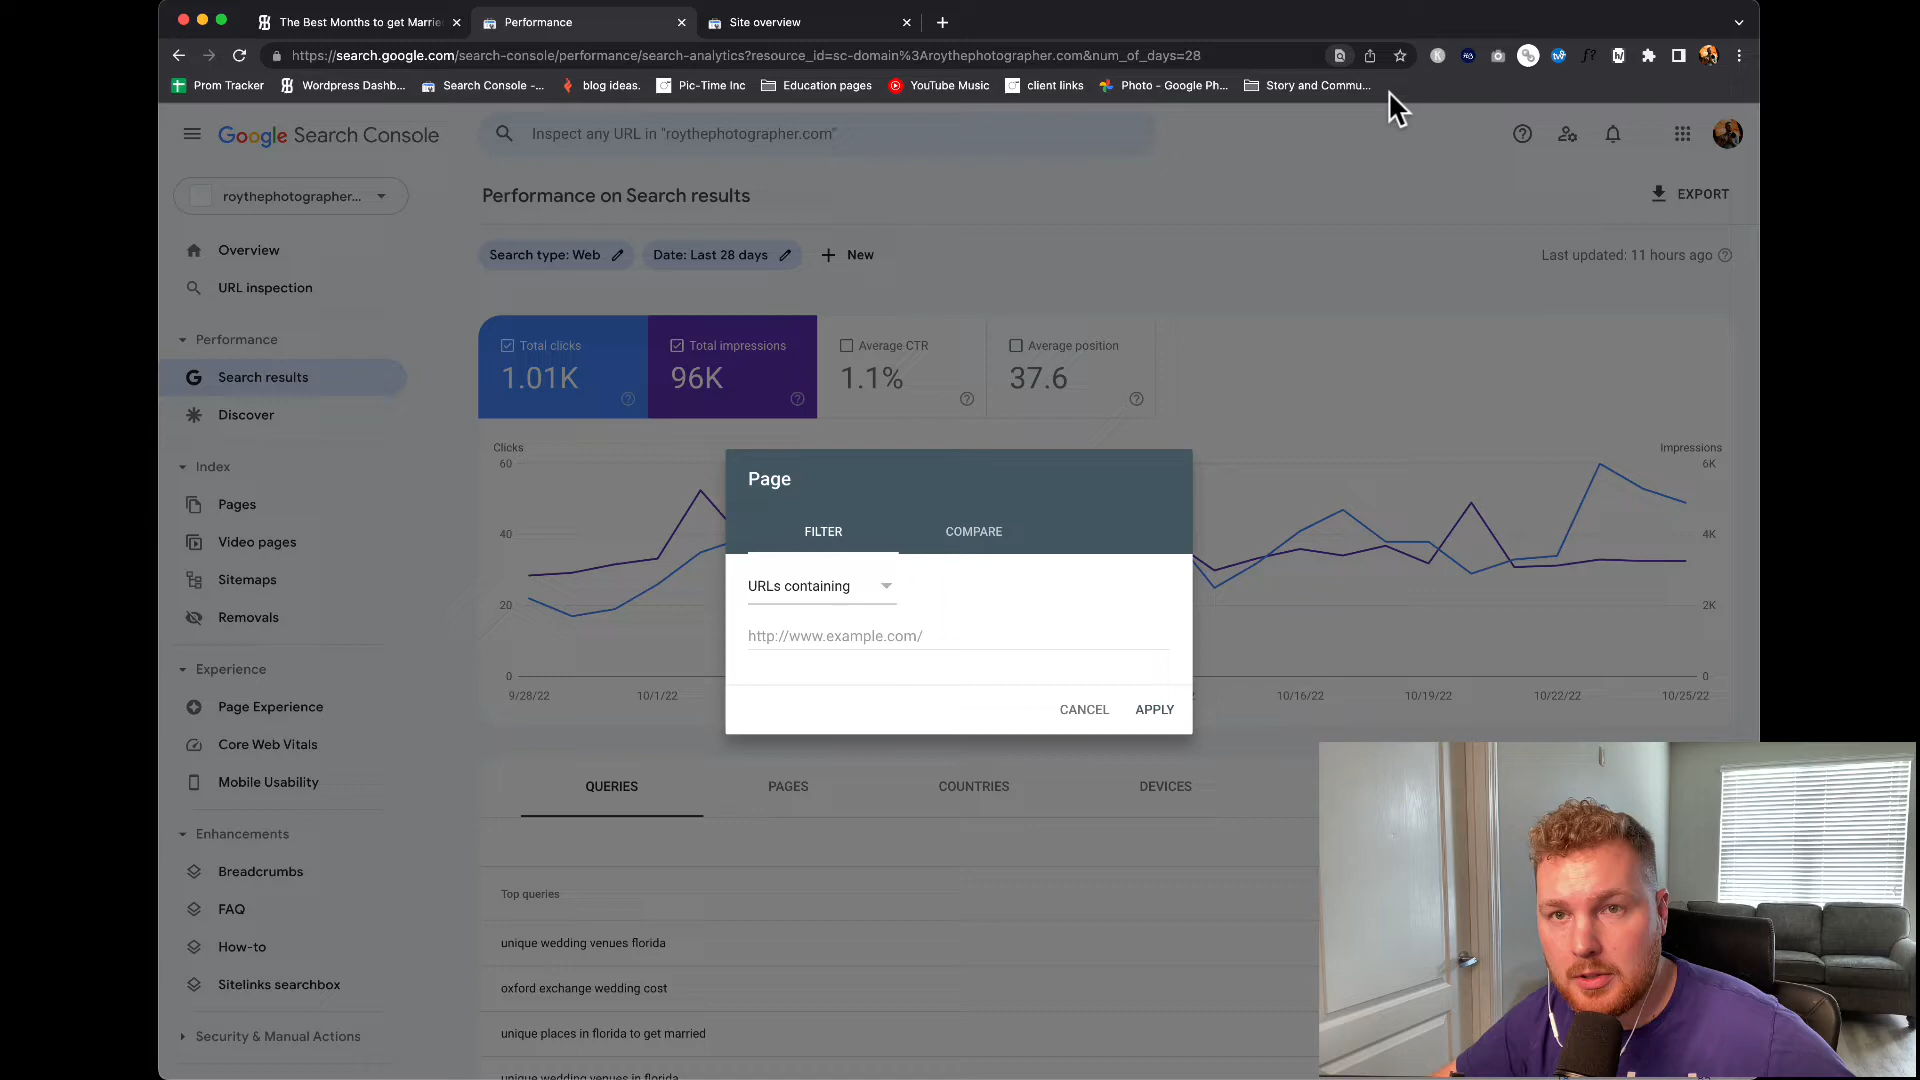 The Best Months to get Marrie
Performance
Site overview
https://search.google.com/search-console/performance/search-analytics?resource_id=sc-domain%3Aroythephotographer.com&num_of_days=28
Prom Tracker
Wordpress Dashb...
Search Console -...
blog ideas.
Pic-Time Inc
Education pages
YouTube Music
client links
Photo - Google Ph...
Story and Commu...
Google Search Console
Inspect any URL in "roythephotographer.com"
roythephotographer...
Performance on Search results
EXPORT
Overview
URL inspection
Search type: Web
Date: Last 28 days
New
Last updated: 11 hours ago
Performance
Search results
Discover
Total clicks
1.01K
Total impressions
96K
Average CTR
1.1%
Average position
37.6
Index
Pages
Video pages
Sitemaps
Removals
Clicks
Impressions
60
40
20
0
6K
4K
2K
0
9/28/22
10/1/22
10/16/22
10/19/22
10/22/22
10/25/22
Page
FILTER
COMPARE
URLs containing
http://www.example.com/
CANCEL
APPLY
Experience
Page Experience
Core Web Vitals
Mobile Usability
Enhancements
Breadcrumbs
FAQ
How-to
Sitelinks searchbox
Security & Manual Actions
QUERIES
PAGES
COUNTRIES
DEVICES
Top queries
unique wedding venues florida
oxford exchange wedding cost
unique places in florida to get married
unique wedding venues in florida